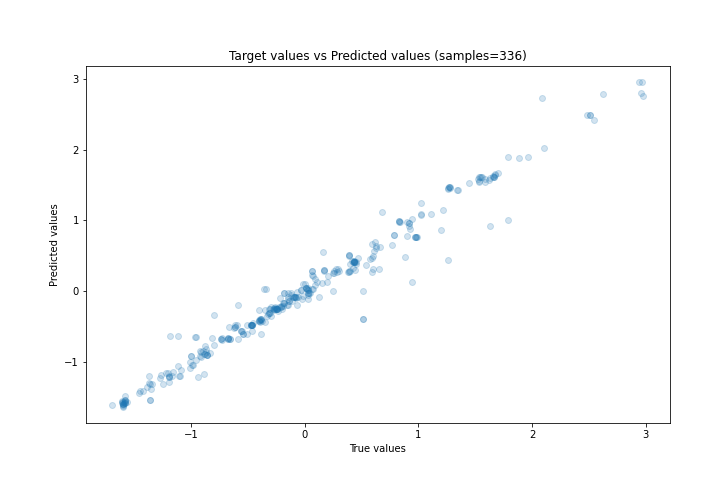 Target values vs Predicted values (samples=336)
3
2
1
0
−1
Predicted values
−1 0 1 2 3
True values